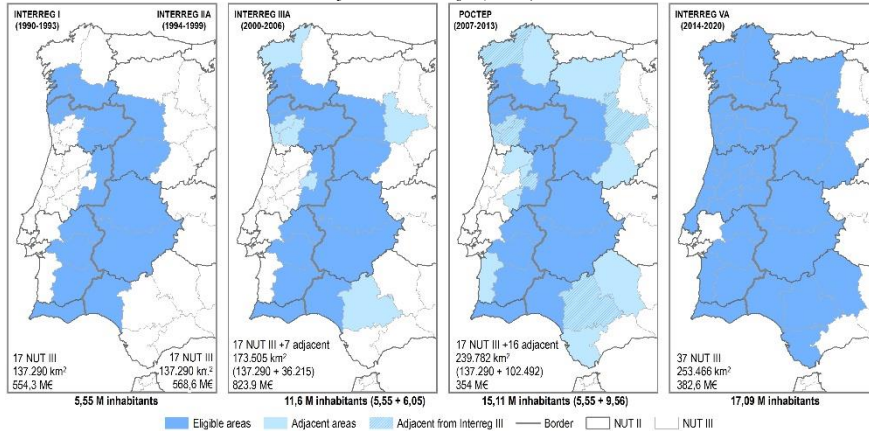 INTERREG I
(1990-1993)
INTERREG IIA
(1994-1999)
17 NUT III
137.290 km²
554,3 M€
17 NUT III
137.290 km²
568,6 M€
5,55 M inhabitants
INTERREG IIIA
(2000-2006)
17 NUT III +7 adjacent
173.505 km²
(137.290 + 36.215)
823.9 M€
11,6 M inhabitants (5,55 + 6,05)
POCTEP
(2007-2013)
17 NUT III +16 adjacent
239.782 km²
(137.290 + 102.492)
354 M€
15,11 M inhabitants (5,55 + 9,56)
INTERREG VA
(2014-2020)
37 NUT III
253.466 km²
382,6 M€
17,09 M inhabitants
Eligible areas
Adjacent areas
Adjacent from Interreg III
Border
NUT II
NUT III